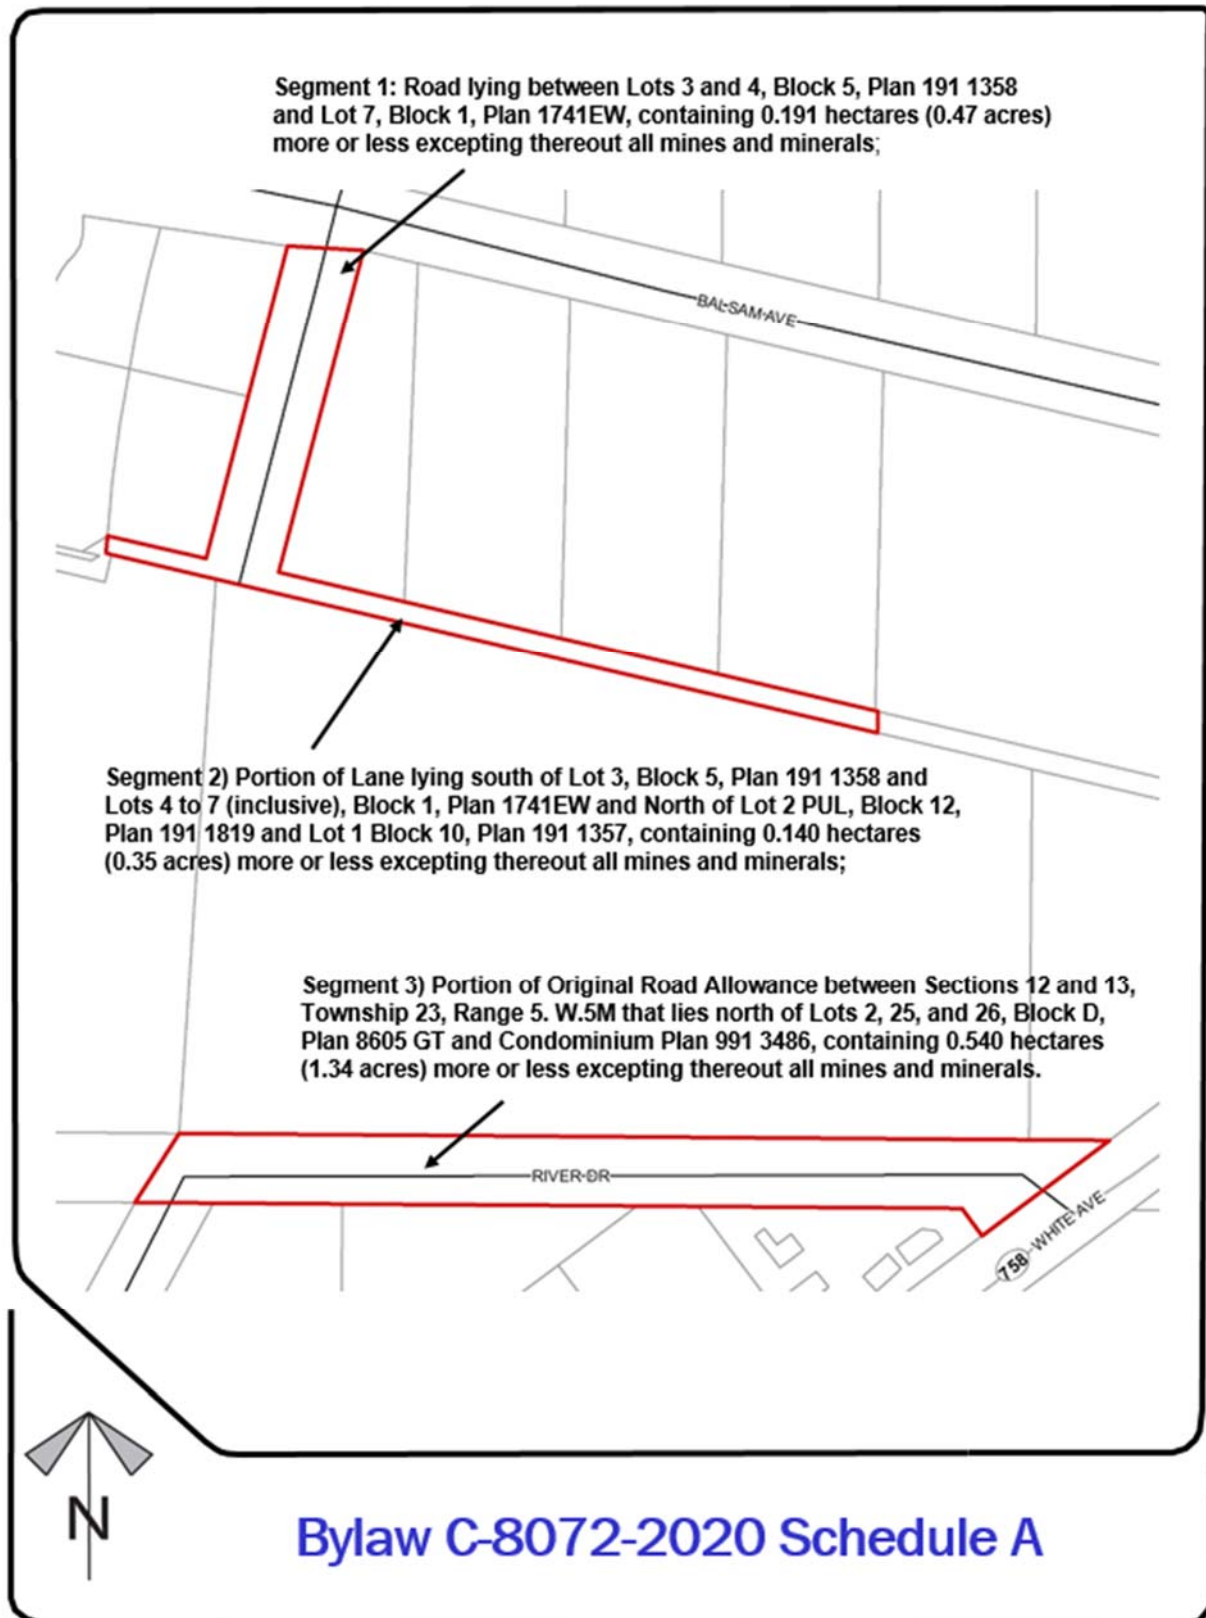 Segment 1: Road lying between Lots 3 and 4, Block 5, Plan 191 1358
and Lot 7, Block 1, Plan 1741EW, containing 0.191 hectares (0.47 acres)
more or less excepting thereout all mines and minerals;
BALSAM AVE
Segment 2) Portion of Lane lying south of Lot 3, Block 5, Plan 191 1358 and
Lots 4 to 7 (inclusive), Block 1, Plan 1741EW and North of Lot 2 PUL, Block 12,
Plan 191 1819 and Lot 1 Block 10, Plan 191 1357, containing 0.140 hectares
(0.35 acres) more or less excepting thereout all mines and minerals;
Segment 3) Portion of Original Road Allowance between Sections 12 and 13,
Township 23, Range 5. W.5M that lies north of Lots 2, 25, and 26, Block D,
Plan 8605 GT and Condominium Plan 991 3486, containing 0.540 hectares
(1.34 acres) more or less excepting thereout all mines and minerals.
RIVER DR
758 WHITE AVE
N
Bylaw C-8072-2020 Schedule A